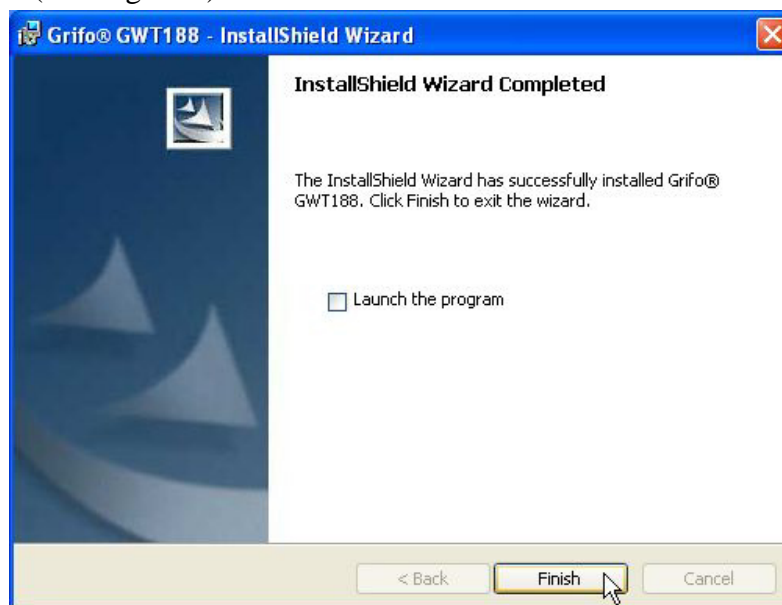 Grifo® GWT188 - InstallShield Wizard
InstallShield Wizard Completed
The InstallShield Wizard has successfully installed Grifo®
GWT188. Click Finish to exit the wizard.
Launch the program
< Back
Finish
Cancel